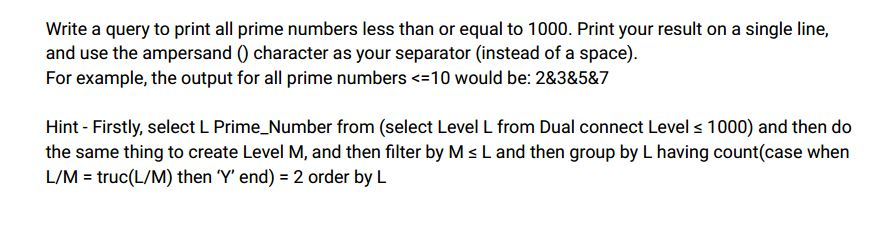 Write a query to print all prime numbers less than or equal to 1000. Print your result on a single line,
and use the ampersand () character as your separator (instead of a space).
For example, the output for all prime numbers <=10 would be: 2&3&5&7
Hint - Firstly, select L Prime_Number from (select Level L from Dual connect Level ≤ 1000) and then do
the same thing to create Level M, and then filter by M ≤ L and then group by L having count(case when
L/M = truc(L/M) then ‘Y’ end) = 2 order by L